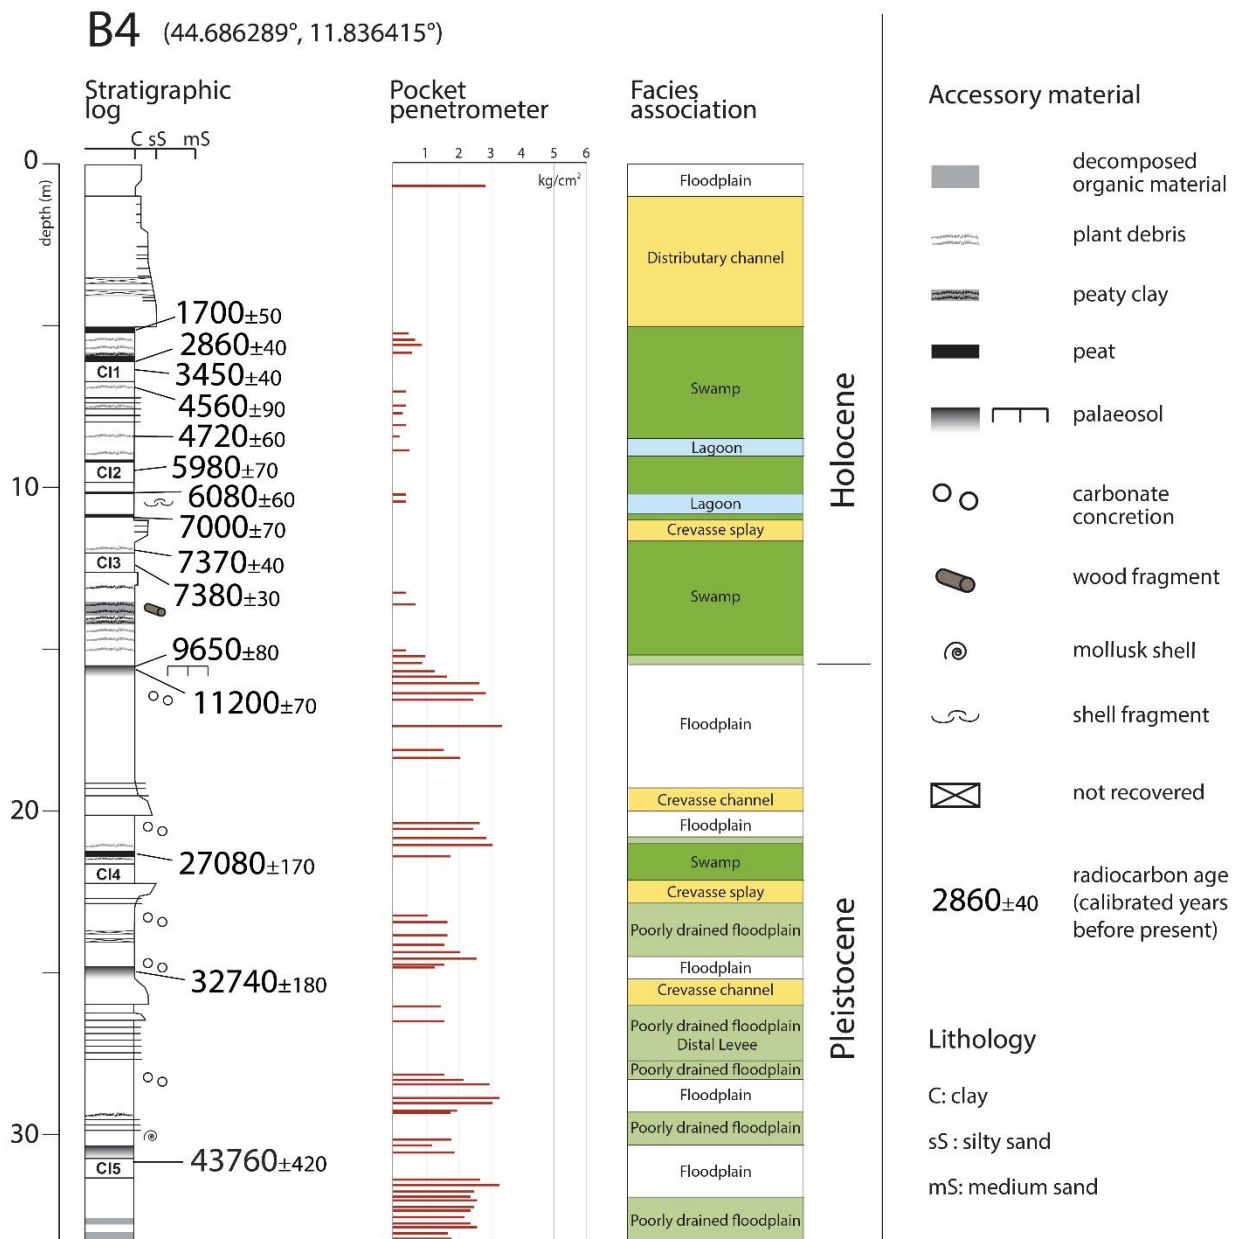 B4 (44.686289°, 11.836415°)
Stratigraphic
log
C sS mS
Pocket
penetrometer
1 2 3 4 5 6
kg/cm²
Facies
association
depth (m)
0
10
20
30
1700±50
2860±40
CI1
3450±40
4560±90
4720±60
5980±70
CI2
6080±60
7000±70
7370±40
CI3
7380±30
9650±80
11200±70
27080±170
CI4
32740±180
43760±420
CI5
Floodplain
Distributary channel
Swamp
Lagoon
Lagoon
Crevasse splay
Swamp
Floodplain
Crevasse channel
Floodplain
Swamp
Crevasse splay
Poorly drained floodplain
Floodplain
Crevasse channel
Poorly drained floodplain
Distal Levee
Poorly drained floodplain
Floodplain
Poorly drained floodplain
Floodplain
Poorly drained floodplain
Holocene
Pleistocene
Accessory material
decomposed
organic material
plant debris
peaty clay
peat
palaeosol
carbonate
concretion
wood fragment
mollusk shell
shell fragment
not recovered
2860±40
radiocarbon age
(calibrated years
before present)
Lithology
C: clay
sS : silty sand
mS: medium sand